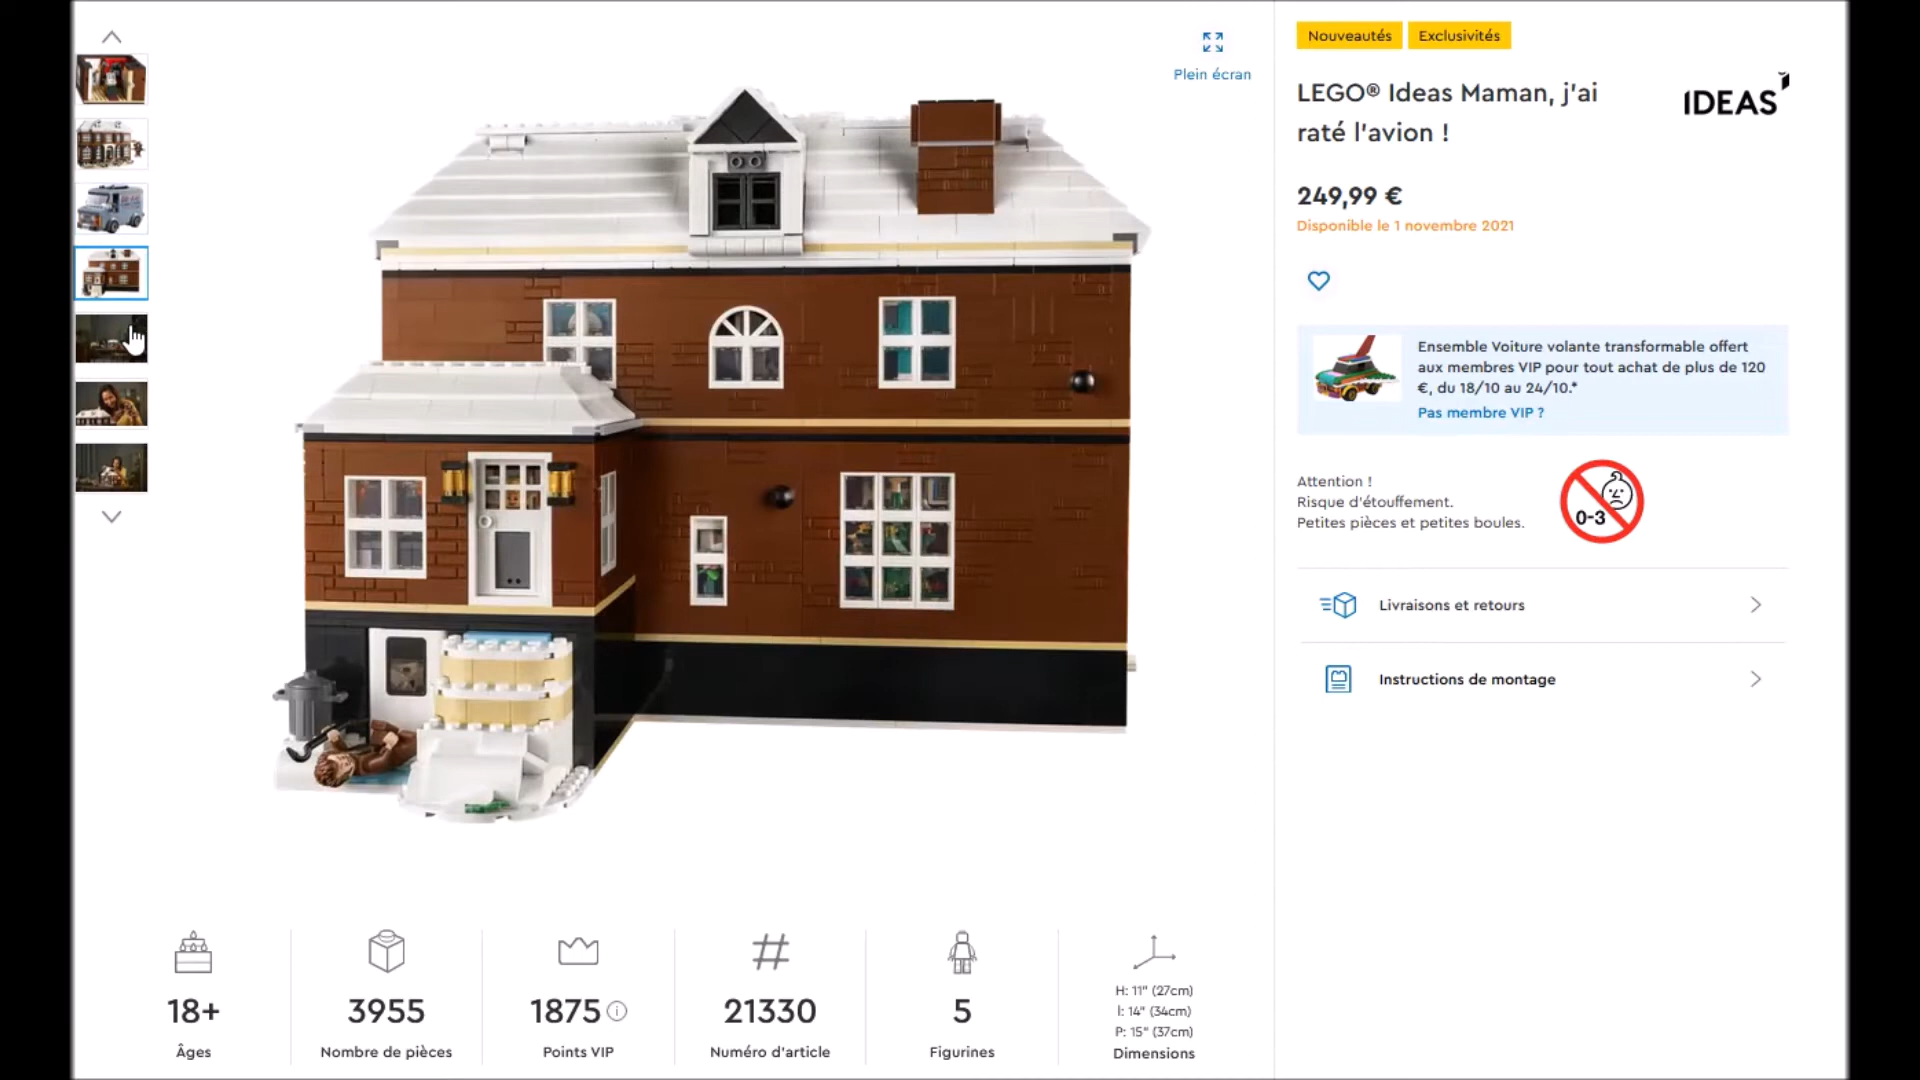 Plein écran
Nouveautés
Exclusivités
LEGO® Ideas Maman, j'ai
raté l'avion !
IDEAS
249,99 €
Disponible le 1 novembre 2021
Ensemble Voiture volante transformable offert
aux membres VIP pour tout achat de plus de 120
€, du 18/10 au 24/10.*
Pas membre VIP ?
Attention !
Risque d'étouffement.
Petites pièces et petites boules.
0-3
Livraisons et retours
Instructions de montage
18+
Âges
3955
Nombre de pièces
1875
Points VIP
21330
Numéro d'article
5
Figurines
H: 11" (27cm)
l: 14" (34cm)
P: 15" (37cm)
Dimensions